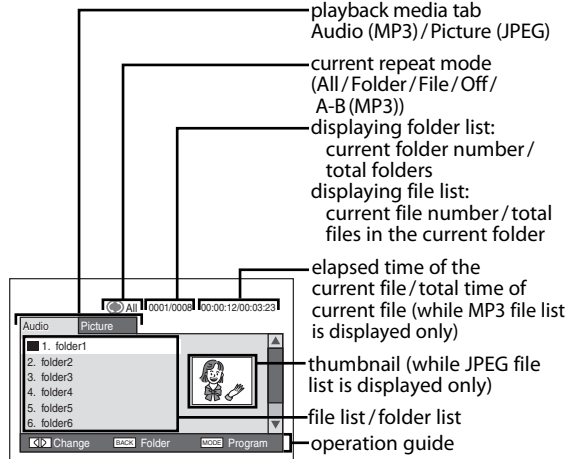 playback media tab
Audio (MP3)/Picture (JPEG)
current repeat mode
(All/Folder/File/Off/
A-B (MP3))
displaying folder list:
current folder number/
total folders
displaying file list:
current file number/total
files in the current folder
elapsed time of the
current file/total time of
current file (while MP3 file list
is displayed only)
thumbnail (while JPEG file
list is displayed only)
file list/folder list
operation guide
All 0001/0008 00:00:12/00:03:23
Audio Picture
1. folder1
2. folder2
3. folder3
4. folder4
5. folder5
6. folder6
Change BACK Folder MODE Program